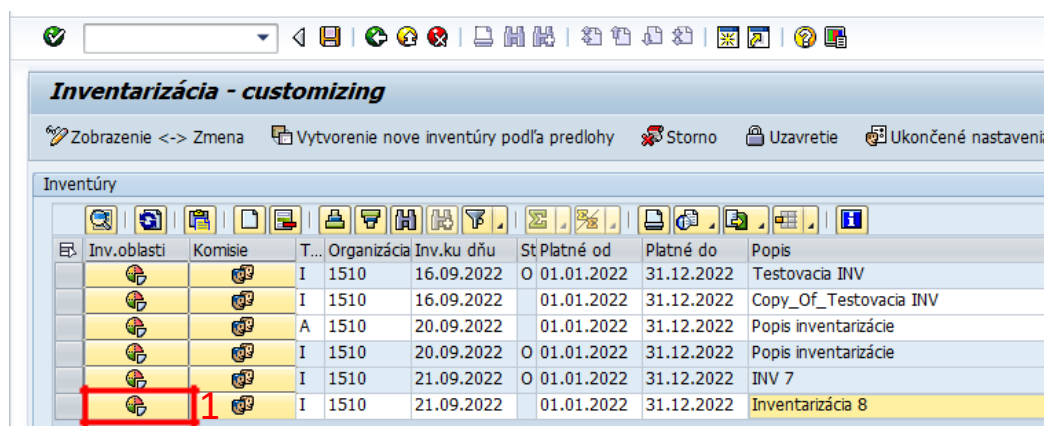 Inventarizácia - customizing
Zobrazenie <-> Zmena Vytvorenie nove inventúry podľa predlohy Storno Uzavretie Ukončené nastavenia
Inventúry
Inv.oblasti Komisie T... Organizácia Inv.ku dňu St Platné od Platné do Popis
I 1510 16.09.2022 O 01.01.2022 31.12.2022 Testovacia INV
I 1510 16.09.2022 01.01.2022 31.12.2022 Copy_Of_Testovacia INV
A 1510 20.09.2022 01.01.2022 31.12.2022 Popis inventarizácie
I 1510 20.09.2022 O 01.01.2022 31.12.2022 Popis inventarizácie
I 1510 21.09.2022 O 01.01.2022 31.12.2022 INV 7
1 I 1510 21.09.2022 01.01.2022 31.12.2022 Inventarizácia 8